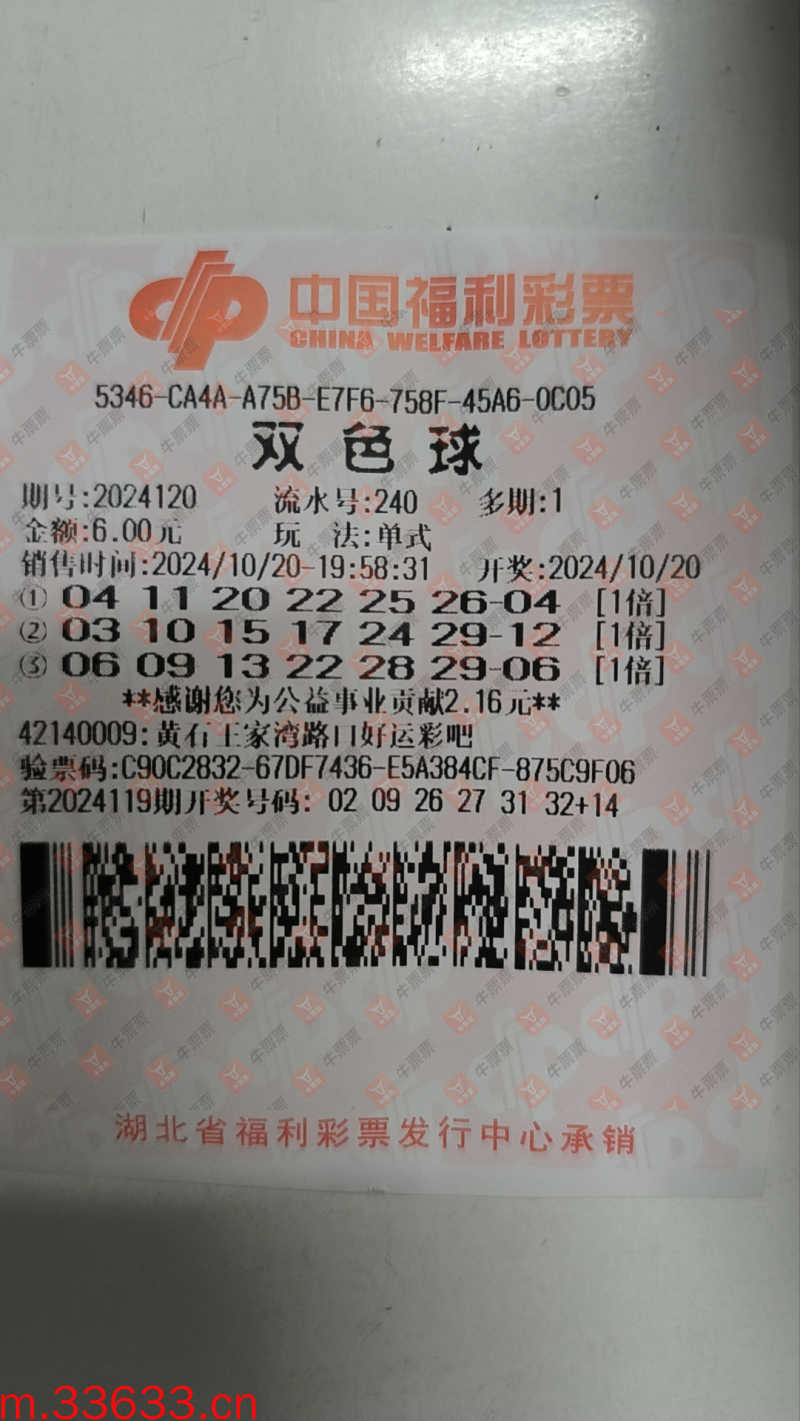 中国福利彩票
CHINA WELFARE LOTTERY
5346-CA4A-A75B-E7F6-758F-45A6-0C05
双色球
期号:2024120 流水号:240 多期:1
金额:6.00元 玩 法:单式
销售时间:2024/10/20-19:58:31 开奖:2024/10/20
① 04 11 20 22 25 26-04 [1倍]
② 03 10 15 17 24 29-12 [1倍]
③ 06 09 13 22 28 29-06 [1倍]
**感谢您为公益事业贡献2.16元**
42140009:黄石王家湾路口好运彩吧
验票码:C90C2832-67DF7436-E5A384CF-875C9F06
第2024119期开奖号码: 02 09 26 27 31 32+14
湖北省福利彩票发行中心承销
m.33633.cn